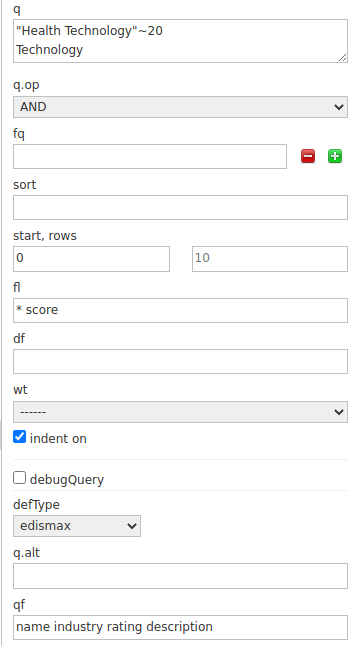 q
"Health Technology"~20
Technology
q.op
AND
fq
sort
start, rows
0 10
fl
* score
df
wt
------
indent on
debugQuery
defType
edismax
q.alt
qf
name industry rating description